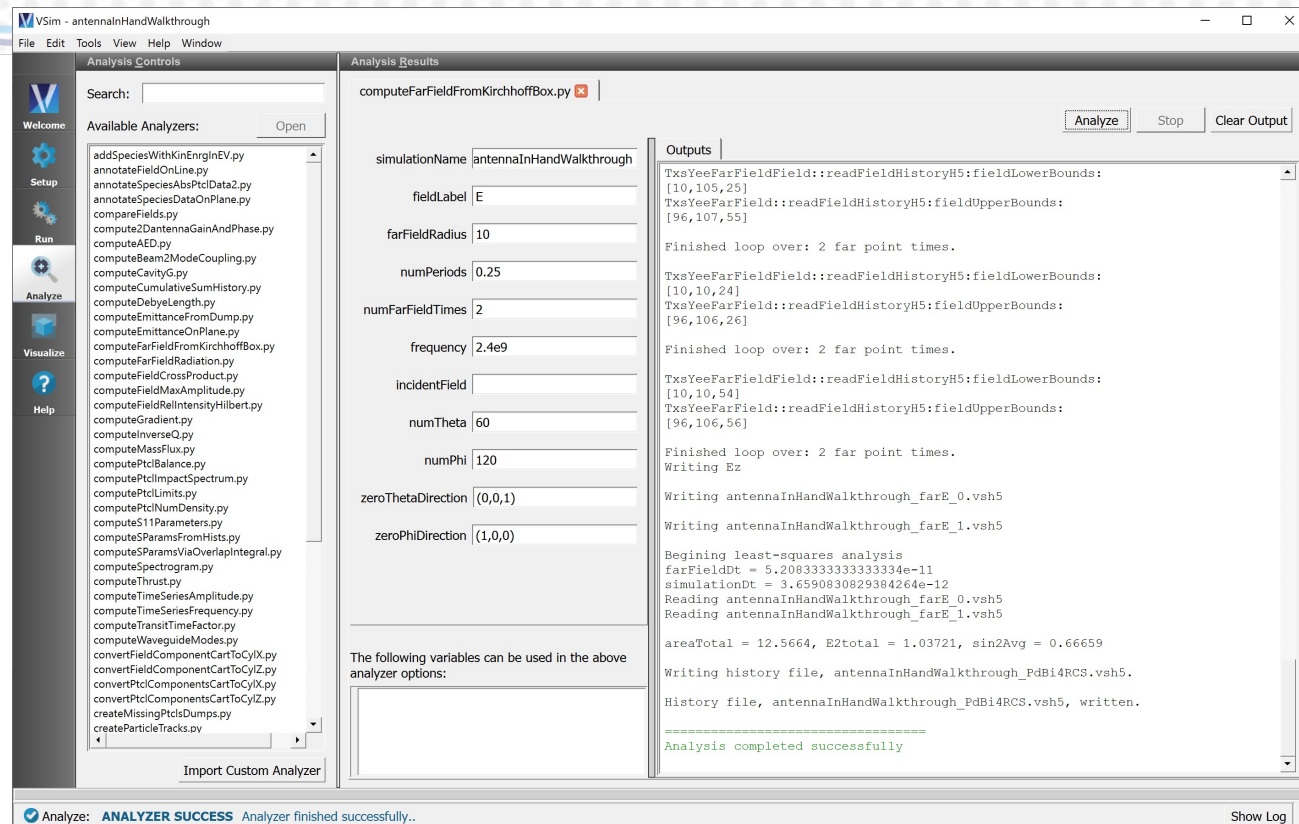 VSim - antennaInHandWalkthrough
File Edit Tools View Help Window
Analysis Controls
Analysis Results
Welcome
Setup
Run
Analyze
Visualize
Help
Search:
Available Analyzers:
Open
addSpeciesWithKinEnrgInEV.py
annotateFieldOnLine.py
annotateSpeciesAbsPtclData2.py
annotateSpeciesDataOnPlane.py
compareFields.py
compute2DantennaGainAndPhase.py
computeAED.py
computeBeam2ModeCoupling.py
computeCavityG.py
computeCumulativeSumHistory.py
computeDebyeLength.py
computeEmittanceFromDump.py
computeEmittanceOnPlane.py
computeFarFieldFromKirchhoffBox.py
computeFarFieldRadiation.py
computeFieldCrossProduct.py
computeFieldMaxAmplitude.py
computeFieldRelIntensityHilbert.py
computeGradient.py
computeInverseQ.py
computeMassFlux.py
computePtclBalance.py
computePtclImpactSpectrum.py
computePtclLimits.py
computePtclNumDensity.py
computeS11Parameters.py
computeSParamsFromHists.py
computeSParamsViaOverlapIntegral.py
computeSpectrogram.py
computeThrust.py
computeTimeSeriesAmplitude.py
computeTimeSeriesFrequency.py
computeTransitTimeFactor.py
computeWaveguideModes.py
convertFieldComponentCartToCylX.py
convertFieldComponentCartToCylZ.py
convertPtclComponentsCartToCylX.py
convertPtclComponentsCartToCylZ.py
createMissingPtclsDumps.py
createParticleTracks.py
Import Custom Analyzer
computeFarFieldFromKirchhoffBox.py
Analyze Stop Clear Output
simulationName antennaInHandWalkthrough
fieldLabel E
farFieldRadius 10
numPeriods 0.25
numFarFieldTimes 2
frequency 2.4e9
incidentField
numTheta 60
numPhi 120
zeroThetaDirection (0,0,1)
zeroPhiDirection (1,0,0)
The following variables can be used in the above
analyzer options:
Outputs
TxsYeeFarFieldField::readFieldHistoryH5:fieldLowerBounds:
[10,105,25]
TxsYeeFarField::readFieldHistoryH5:fieldUpperBounds:
[96,107,55]
Finished loop over: 2 far point times.
TxsYeeFarFieldField::readFieldHistoryH5:fieldLowerBounds:
[10,10,24]
TxsYeeFarField::readFieldHistoryH5:fieldUpperBounds:
[96,106,26]
Finished loop over: 2 far point times.
TxsYeeFarFieldField::readFieldHistoryH5:fieldLowerBounds:
[10,10,54]
TxsYeeFarField::readFieldHistoryH5:fieldUpperBounds:
[96,106,56]
Finished loop over: 2 far point times.
Writing Ez
Writing antennaInHandWalkthrough_farE_0.vsh5
Writing antennaInHandWalkthrough_farE_1.vsh5
Begining least-squares analysis
farFieldDt = 5.2083333333333334e-11
simulationDt = 3.6590830829384264e-12
Reading antennaInHandWalkthrough_farE_0.vsh5
Reading antennaInHandWalkthrough_farE_1.vsh5
areaTotal = 12.5664, E2total = 1.03721, sin2Avg = 0.66659
Writing history file, antennaInHandWalkthrough_PdBi4RCS.vsh5.
History file, antennaInHandWalkthrough_PdBi4RCS.vsh5, written.
==================================
Analysis completed successfully
Analyze: ANALYZER SUCCESS Analyzer finished successfully..
Show Log